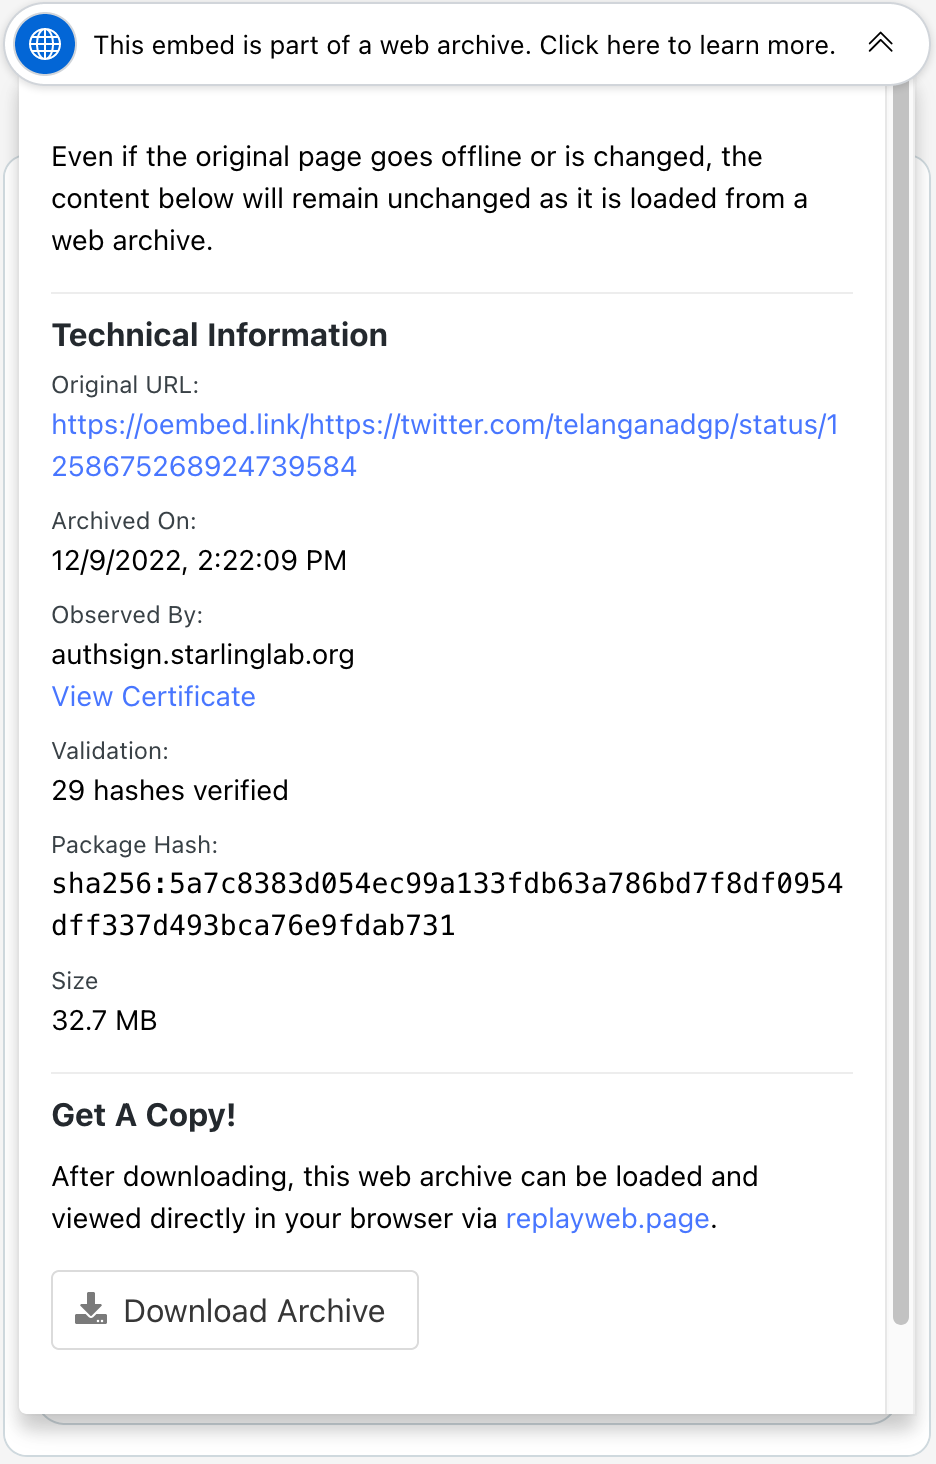 This embed is part of a web archive. Click here to learn more.
Even if the original page goes offline or is changed, the
content below will remain unchanged as it is loaded from a
web archive.
Technical Information
Original URL:
https://oembed.link/https://twitter.com/telanganadgp/status/1
258675268924739584
Archived On:
12/9/2022, 2:22:09 PM
Observed By:
authsign.starlinglab.org
View Certificate
Validation:
29 hashes verified
Package Hash:
sha256:5a7c8383d054ec99a133fdb63a786bd7f8df0954
dff337d493bca76e9fdab731
Size
32.7 MB
Get A Copy!
After downloading, this web archive can be loaded and
viewed directly in your browser via replayweb.page.
Download Archive